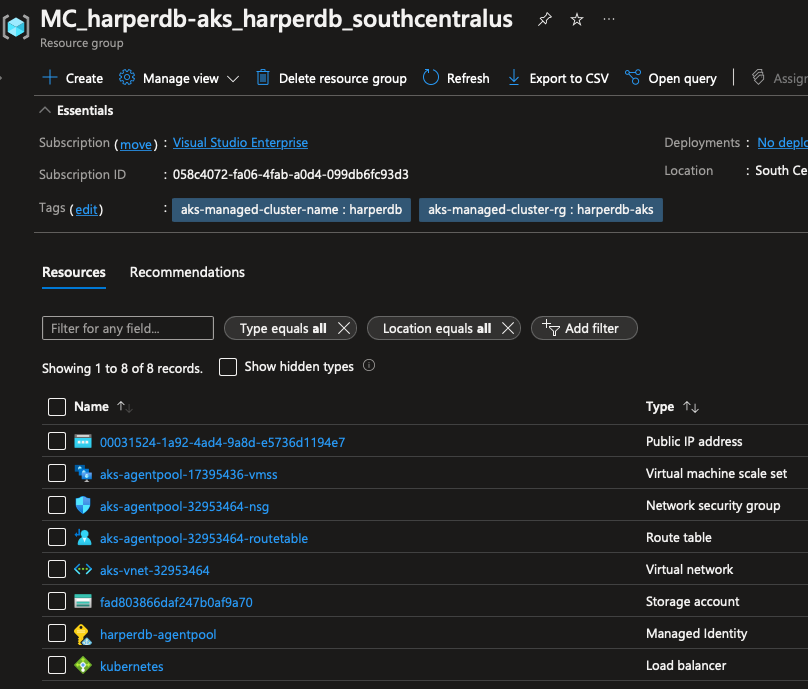 MC_harperdb-aks_harperdb_southcentralus
Resource group
Create Manage view Delete resource group Refresh Export to CSV Open query Assign
Essentials
Subscription (move) : Visual Studio Enterprise Deployments : No deplo
Subscription ID : 058c4072-fa06-4fab-a0d4-099db6fc93d3 Location : South Ce
Tags (edit) : aks-managed-cluster-name : harperdb aks-managed-cluster-rg : harperdb-aks
Resources Recommendations
Filter for any field... Type equals all Location equals all Add filter
Showing 1 to 8 of 8 records. Show hidden types
Name Type
00031524-1a92-4ad4-9a8d-e5736d1194e7 Public IP address
aks-agentpool-17395436-vmss Virtual machine scale set
aks-agentpool-32953464-nsg Network security group
aks-agentpool-32953464-routetable Route table
aks-vnet-32953464 Virtual network
fad803866daf247b0af9a70 Storage account
harperdb-agentpool Managed Identity
kubernetes Load balancer